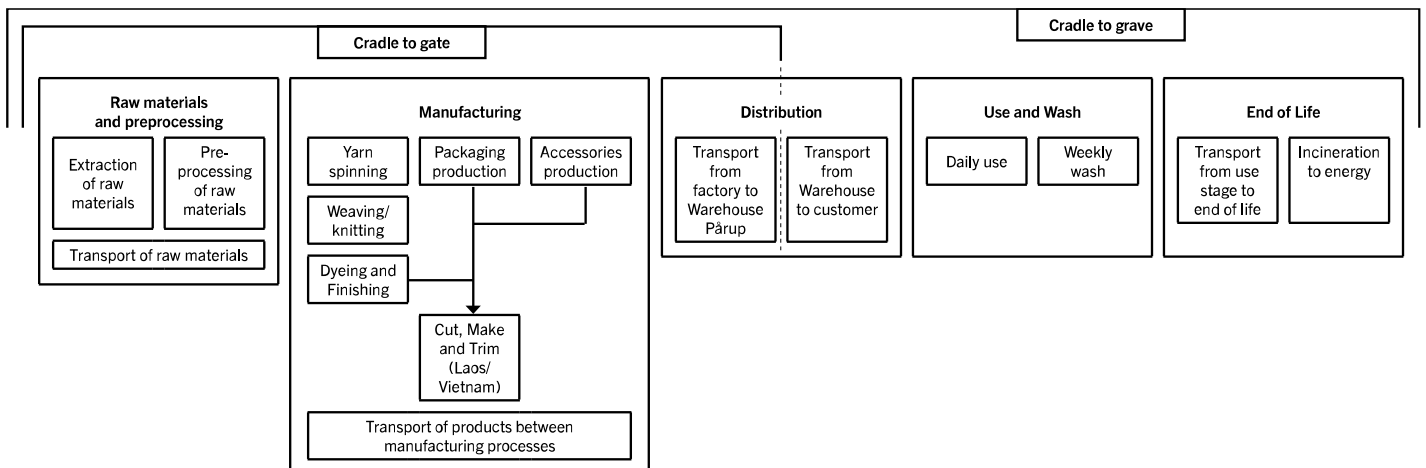 Cradle to gate
Cradle to grave
Raw materials
and preprocessing
Extraction
of raw
materials
Pre-
processing
of raw
materials
Transport of raw materials
Manufacturing
Yarn
spinning
Packaging
production
Accessories
production
Weaving/
knitting
Dyeing and
Finishing
Cut, Make
and Trim
(Laos/
Vietnam)
Transport of products between
manufacturing processes
Distribution
Transport
from
factory to
Warehouse
Pårup
Transport
from
Warehouse
to customer
Use and Wash
Daily use
Weekly
wash
End of Life
Transport
from use
stage to
end of life
Incineration
to energy